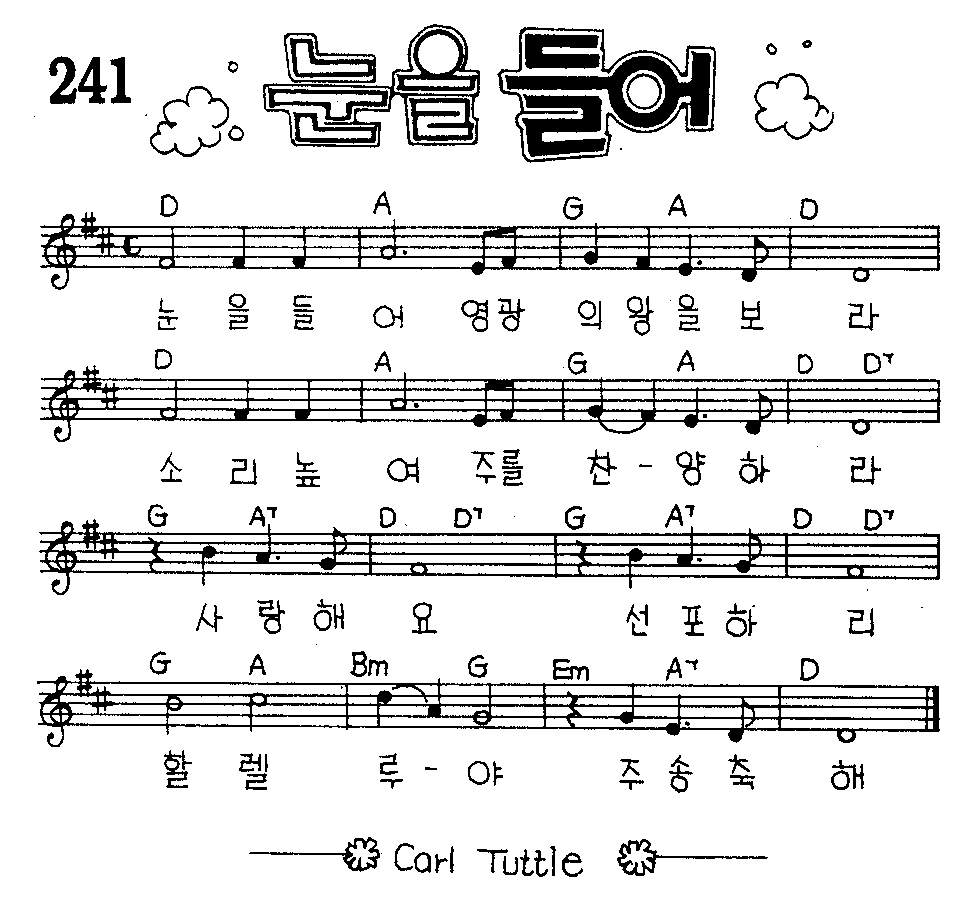 241 눈을 들어
D A G A D
눈 을 들 어 영광 의 왕 을 보 라
D A G A D D7
소 리 높 여 주를 찬 - 양 하 라
G A7 D D7 G A7 D D7
사 랑 해 요 선 포 하 리
G A Bm G Em A7 D
할 렐 루 - 야 주 송 축 해
Carl Tuttle